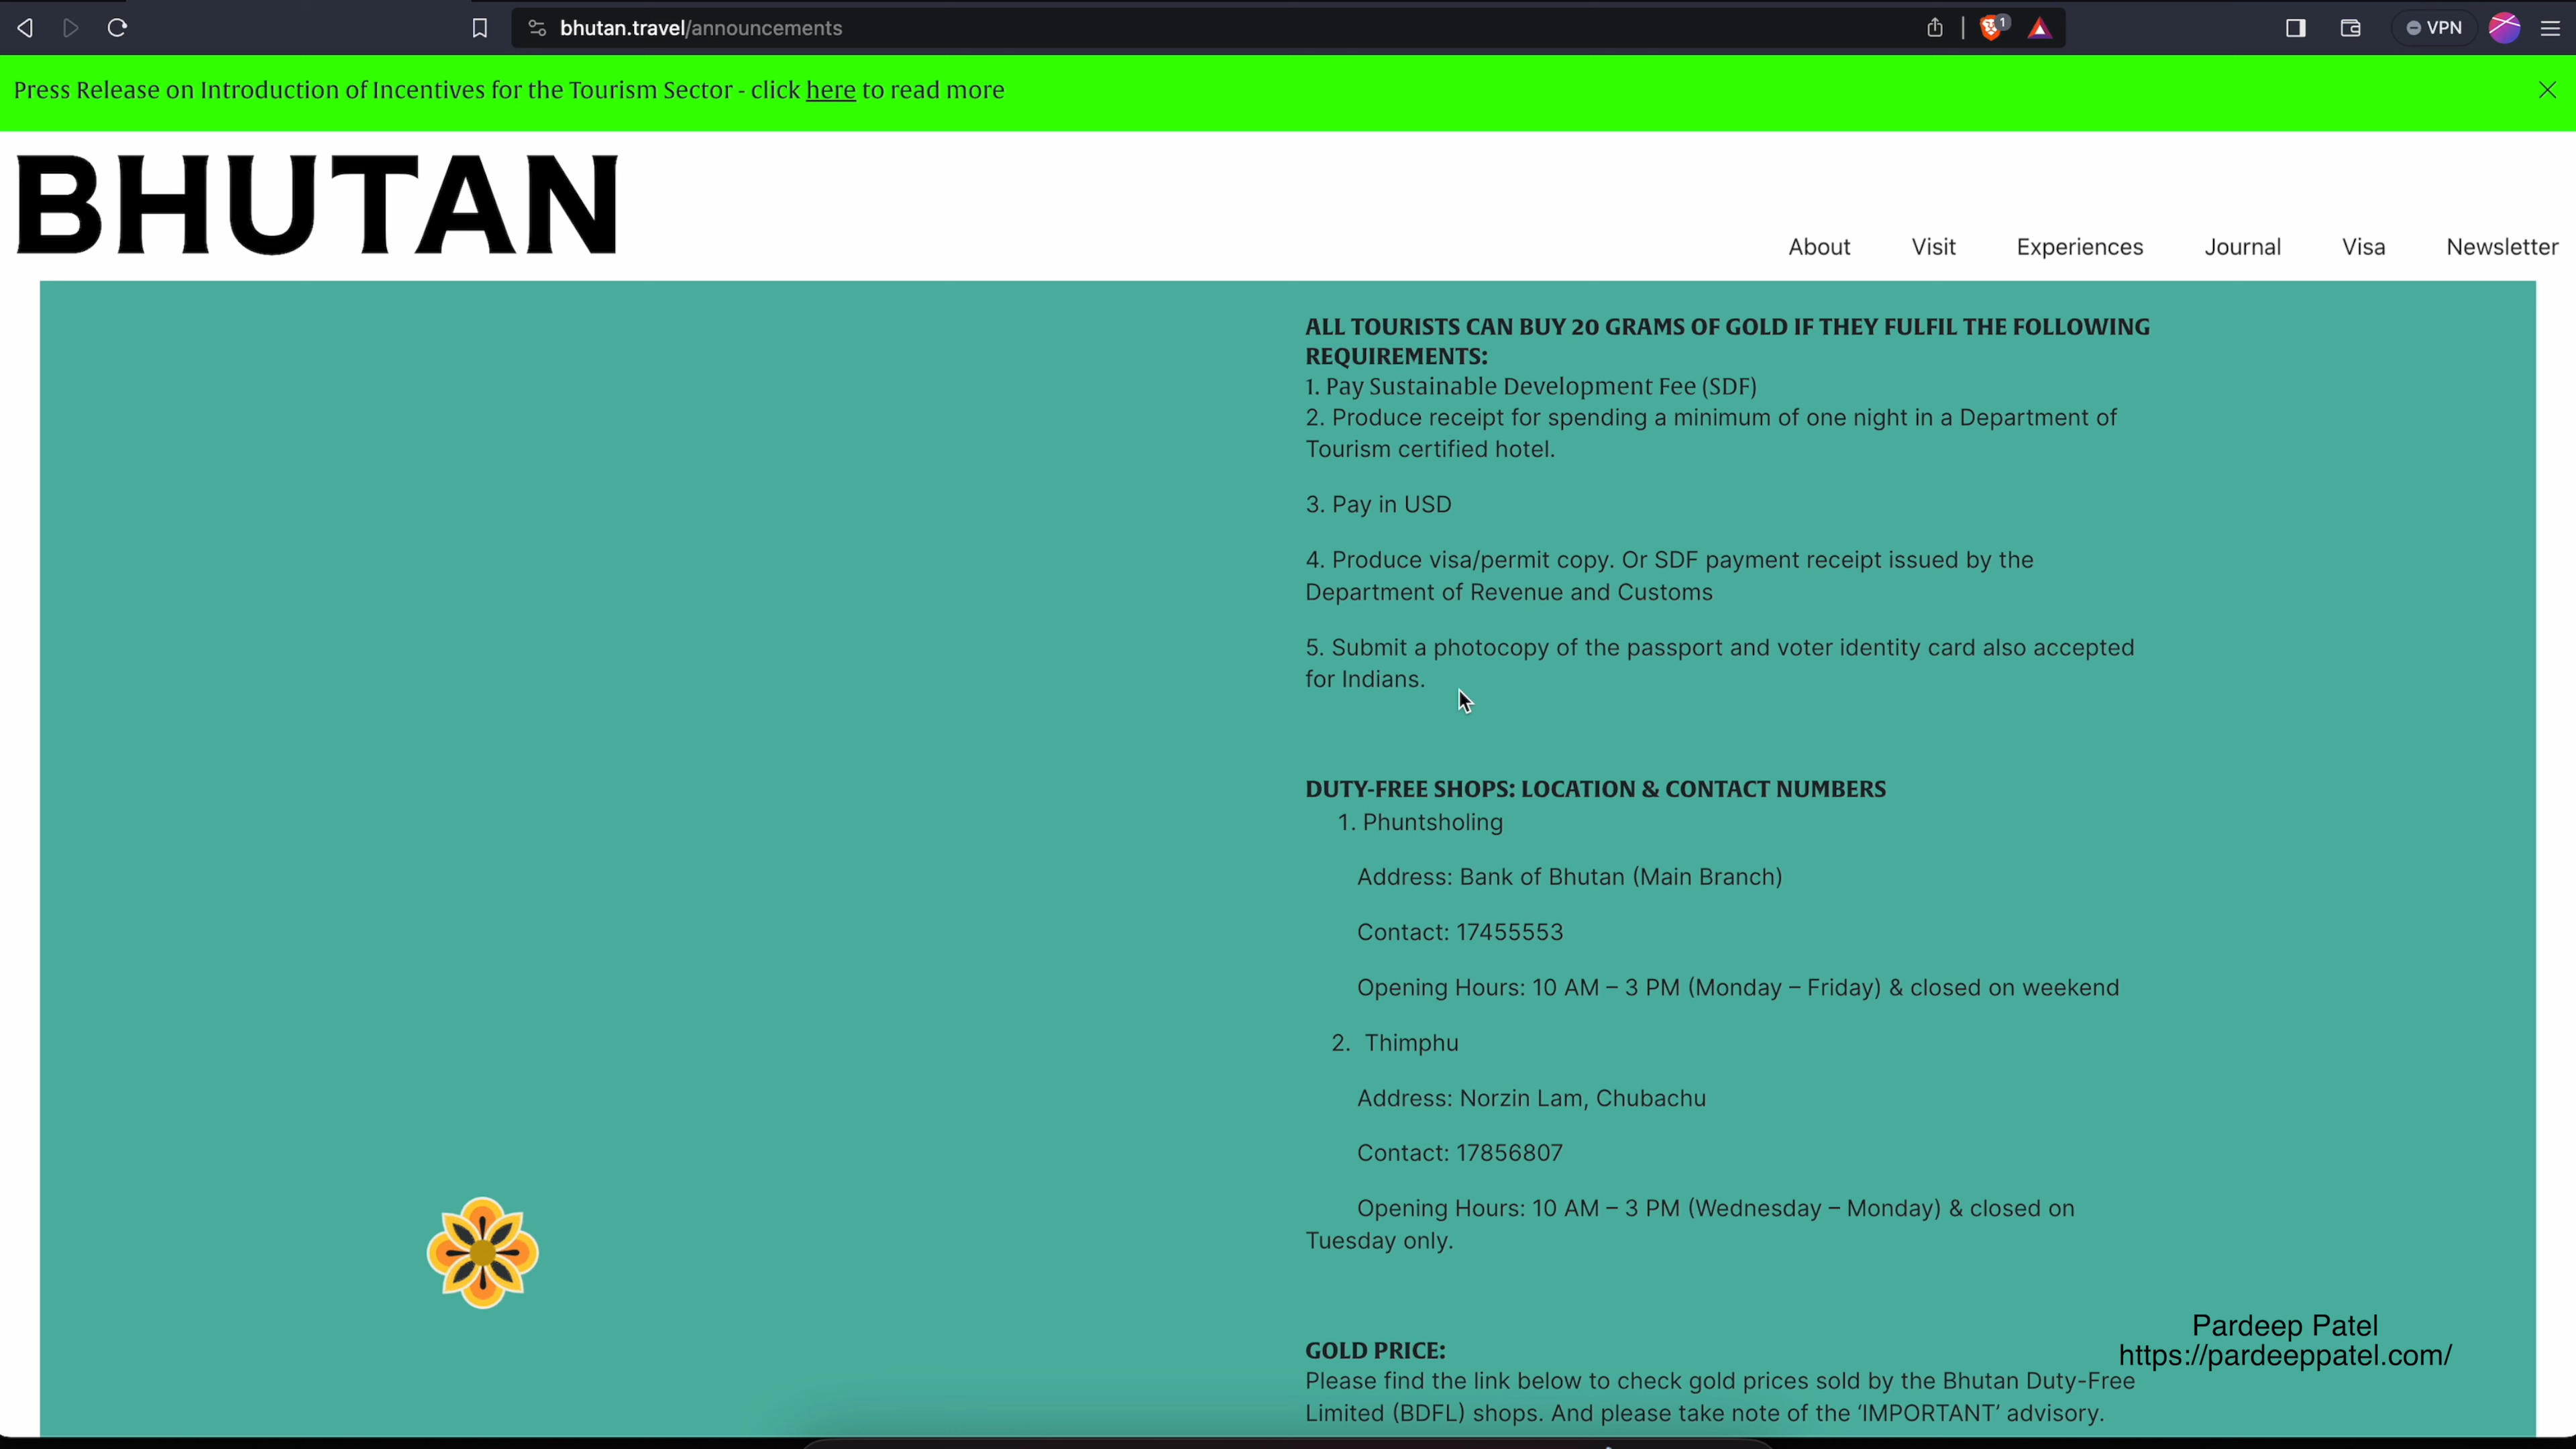 bhutan.travel/announcements
1
VPN
Press Release on Introduction of Incentives for the Tourism Sector - click here to read more
BHUTAN
About Visit Experiences Journal Visa Newsletter
ALL TOURISTS CAN BUY 20 GRAMS OF GOLD IF THEY FULFIL THE FOLLOWING
REQUIREMENTS:
1. Pay Sustainable Development Fee (SDF)
2. Produce receipt for spending a minimum of one night in a Department of
Tourism certified hotel.
3. Pay in USD
4. Produce visa/permit copy. Or SDF payment receipt issued by the
Department of Revenue and Customs
5. Submit a photocopy of the passport and voter identity card also accepted
for Indians.
DUTY-FREE SHOPS: LOCATION & CONTACT NUMBERS
1. Phuntsholing
Address: Bank of Bhutan (Main Branch)
Contact: 17455553
Opening Hours: 10 AM – 3 PM (Monday – Friday) & closed on weekend
2. Thimphu
Address: Norzin Lam, Chubachu
Contact: 17856807
Opening Hours: 10 AM – 3 PM (Wednesday – Monday) & closed on
Tuesday only.
GOLD PRICE:
Please find the link below to check gold prices sold by the Bhutan Duty-Free
Limited (BDFL) shops. And please take note of the ‘IMPORTANT’ advisory.
Pardeep Patel
https://pardeeppatel.com/